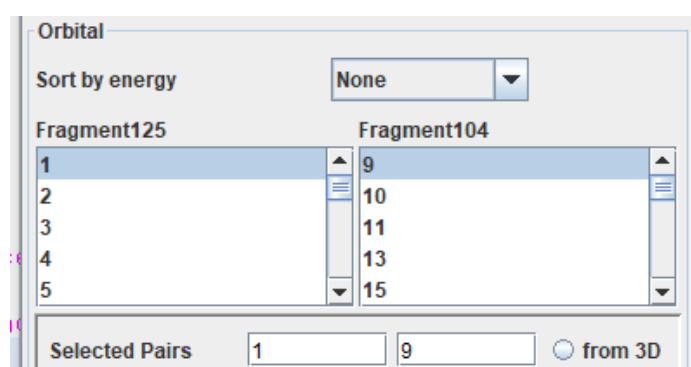 Orbital
Sort by energy None
Fragment125 Fragment104
1 9
2 10
3 11
4 13
5 15
Selected Pairs 1 9 from 3D